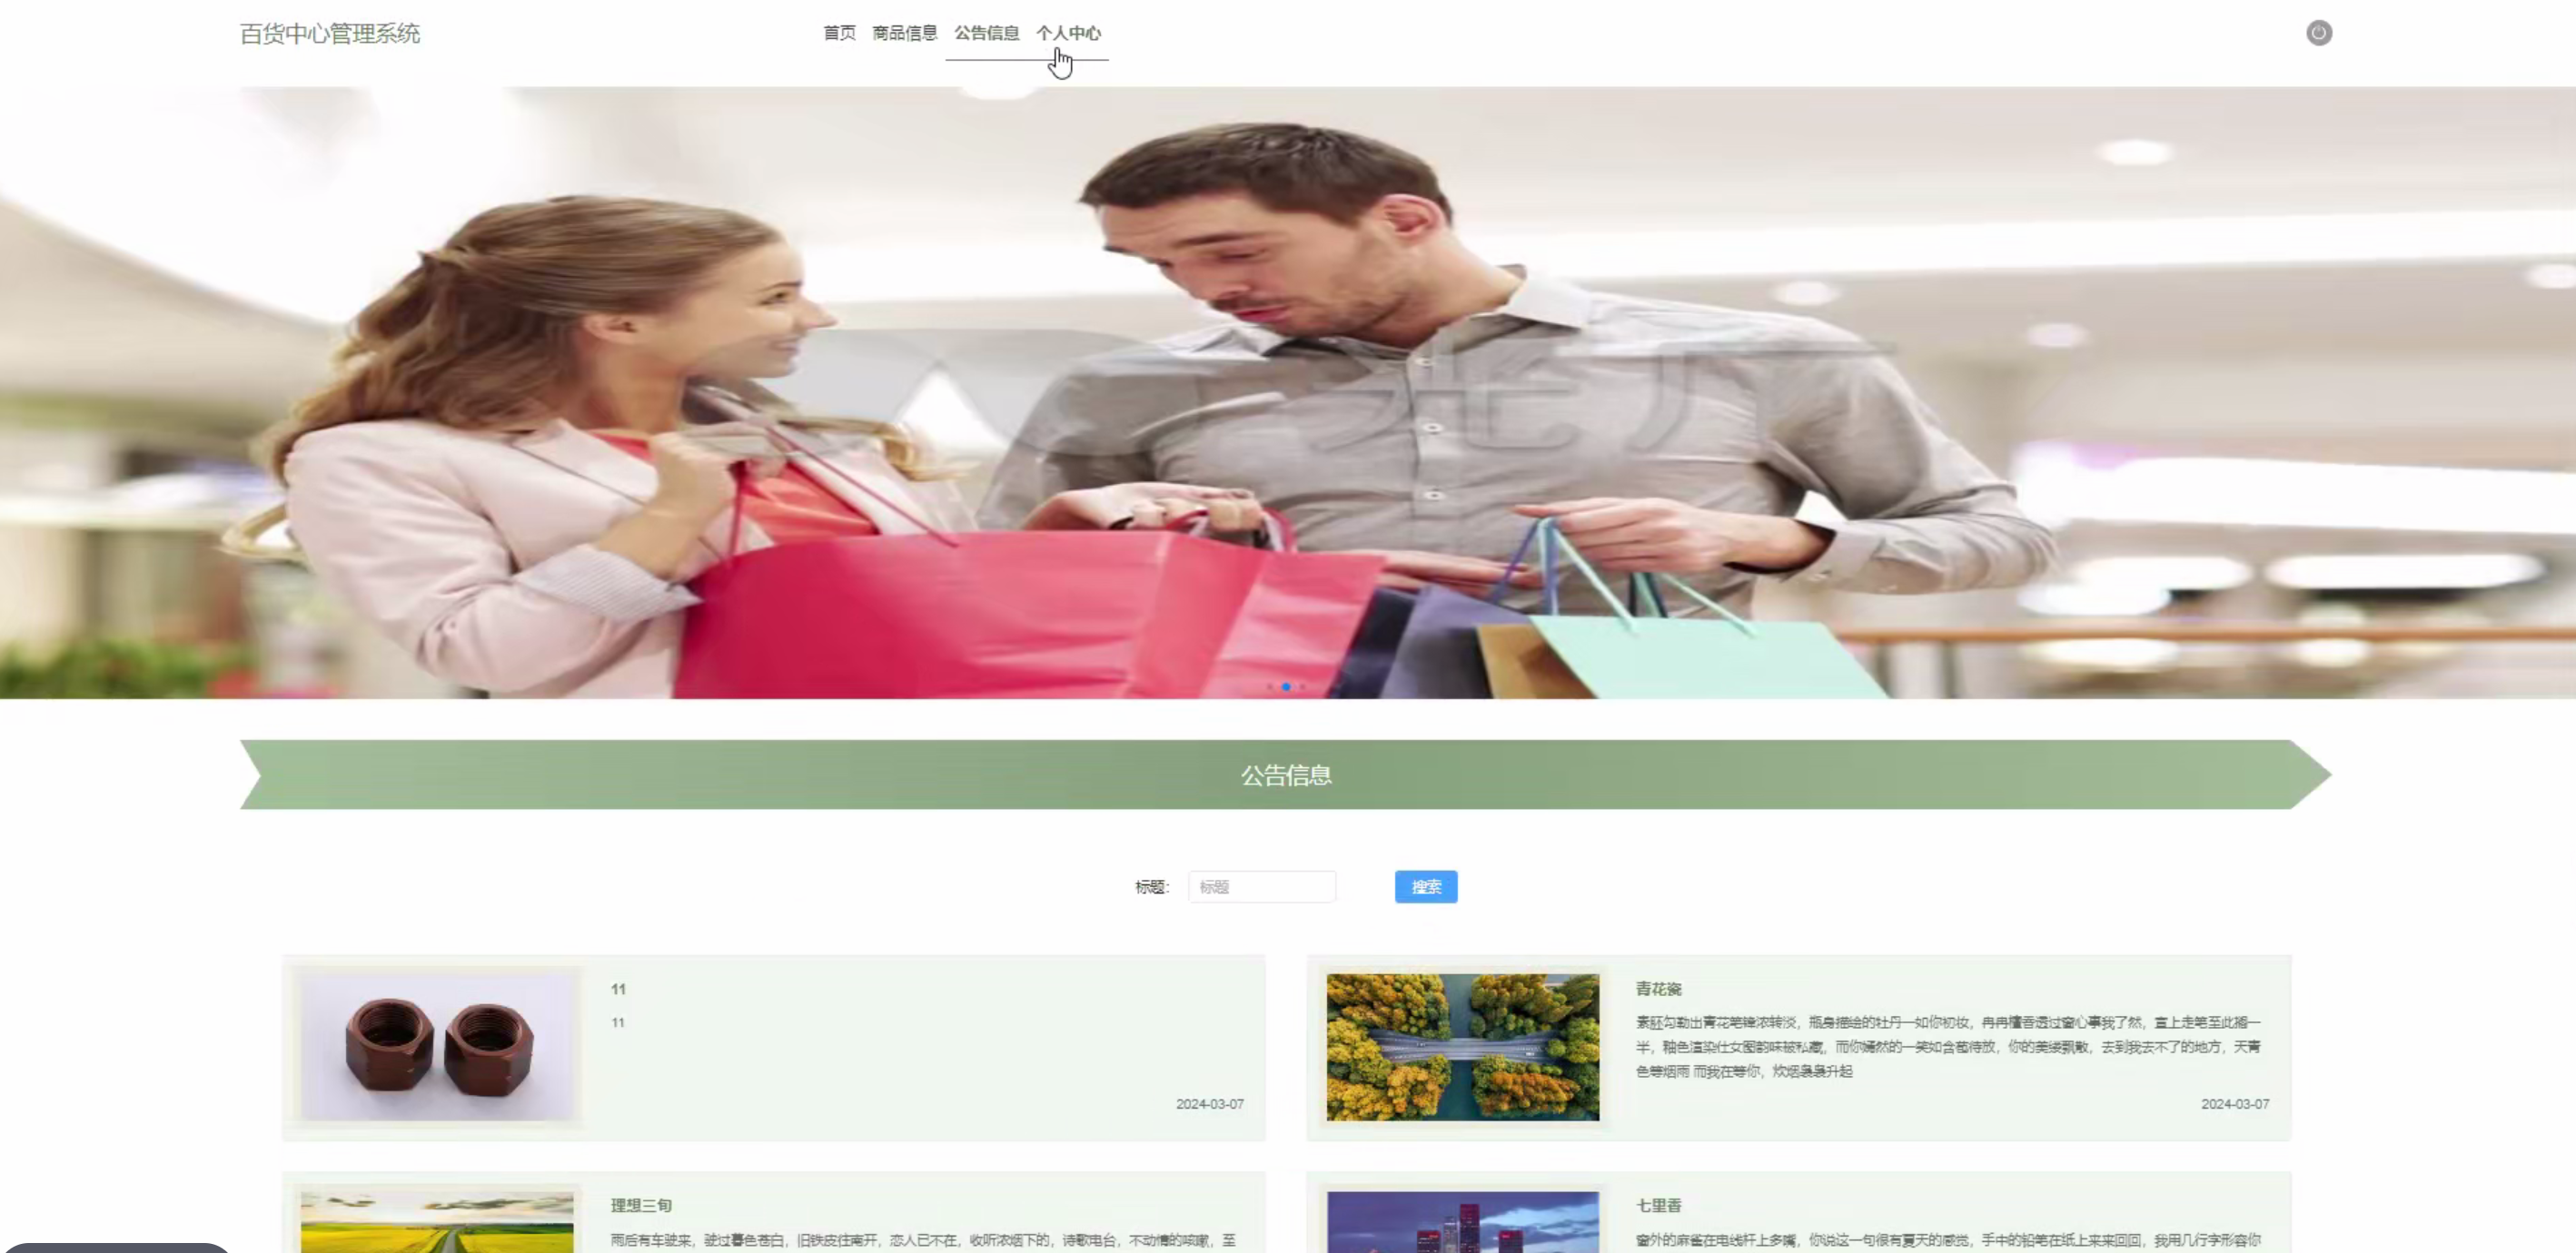 百货中心管理系统
首页 商品信息 公告信息 个人中心
公告信息
标题： 标题 搜索
11
11
2024-03-07
青花瓷
素胚勾勒出青花笔锋浓转淡，瓶身描绘的牡丹一如你初妆，冉冉檀香透过窗心事我了然，宣上走笔至此搁一
半，釉色渲染仕女图韵味被私藏，而你嫣然的一笑如含苞待放，你的美缕飘散，去到我去不了的地方，天青
色等烟雨 而我在等你，炊烟袅袅升起
2024-03-07
理想三旬
雨后有车驶来，驶过暮色苍白，旧铁皮往南开，恋人已不在，收听浓烟下的，诗歌电台，不动情的咳嗽，至
七里香
窗外的麻雀在电线杆上多嘴，你说这一句很有夏天的感觉，手中的铅笔在纸上来来回回，我用几行字形容你